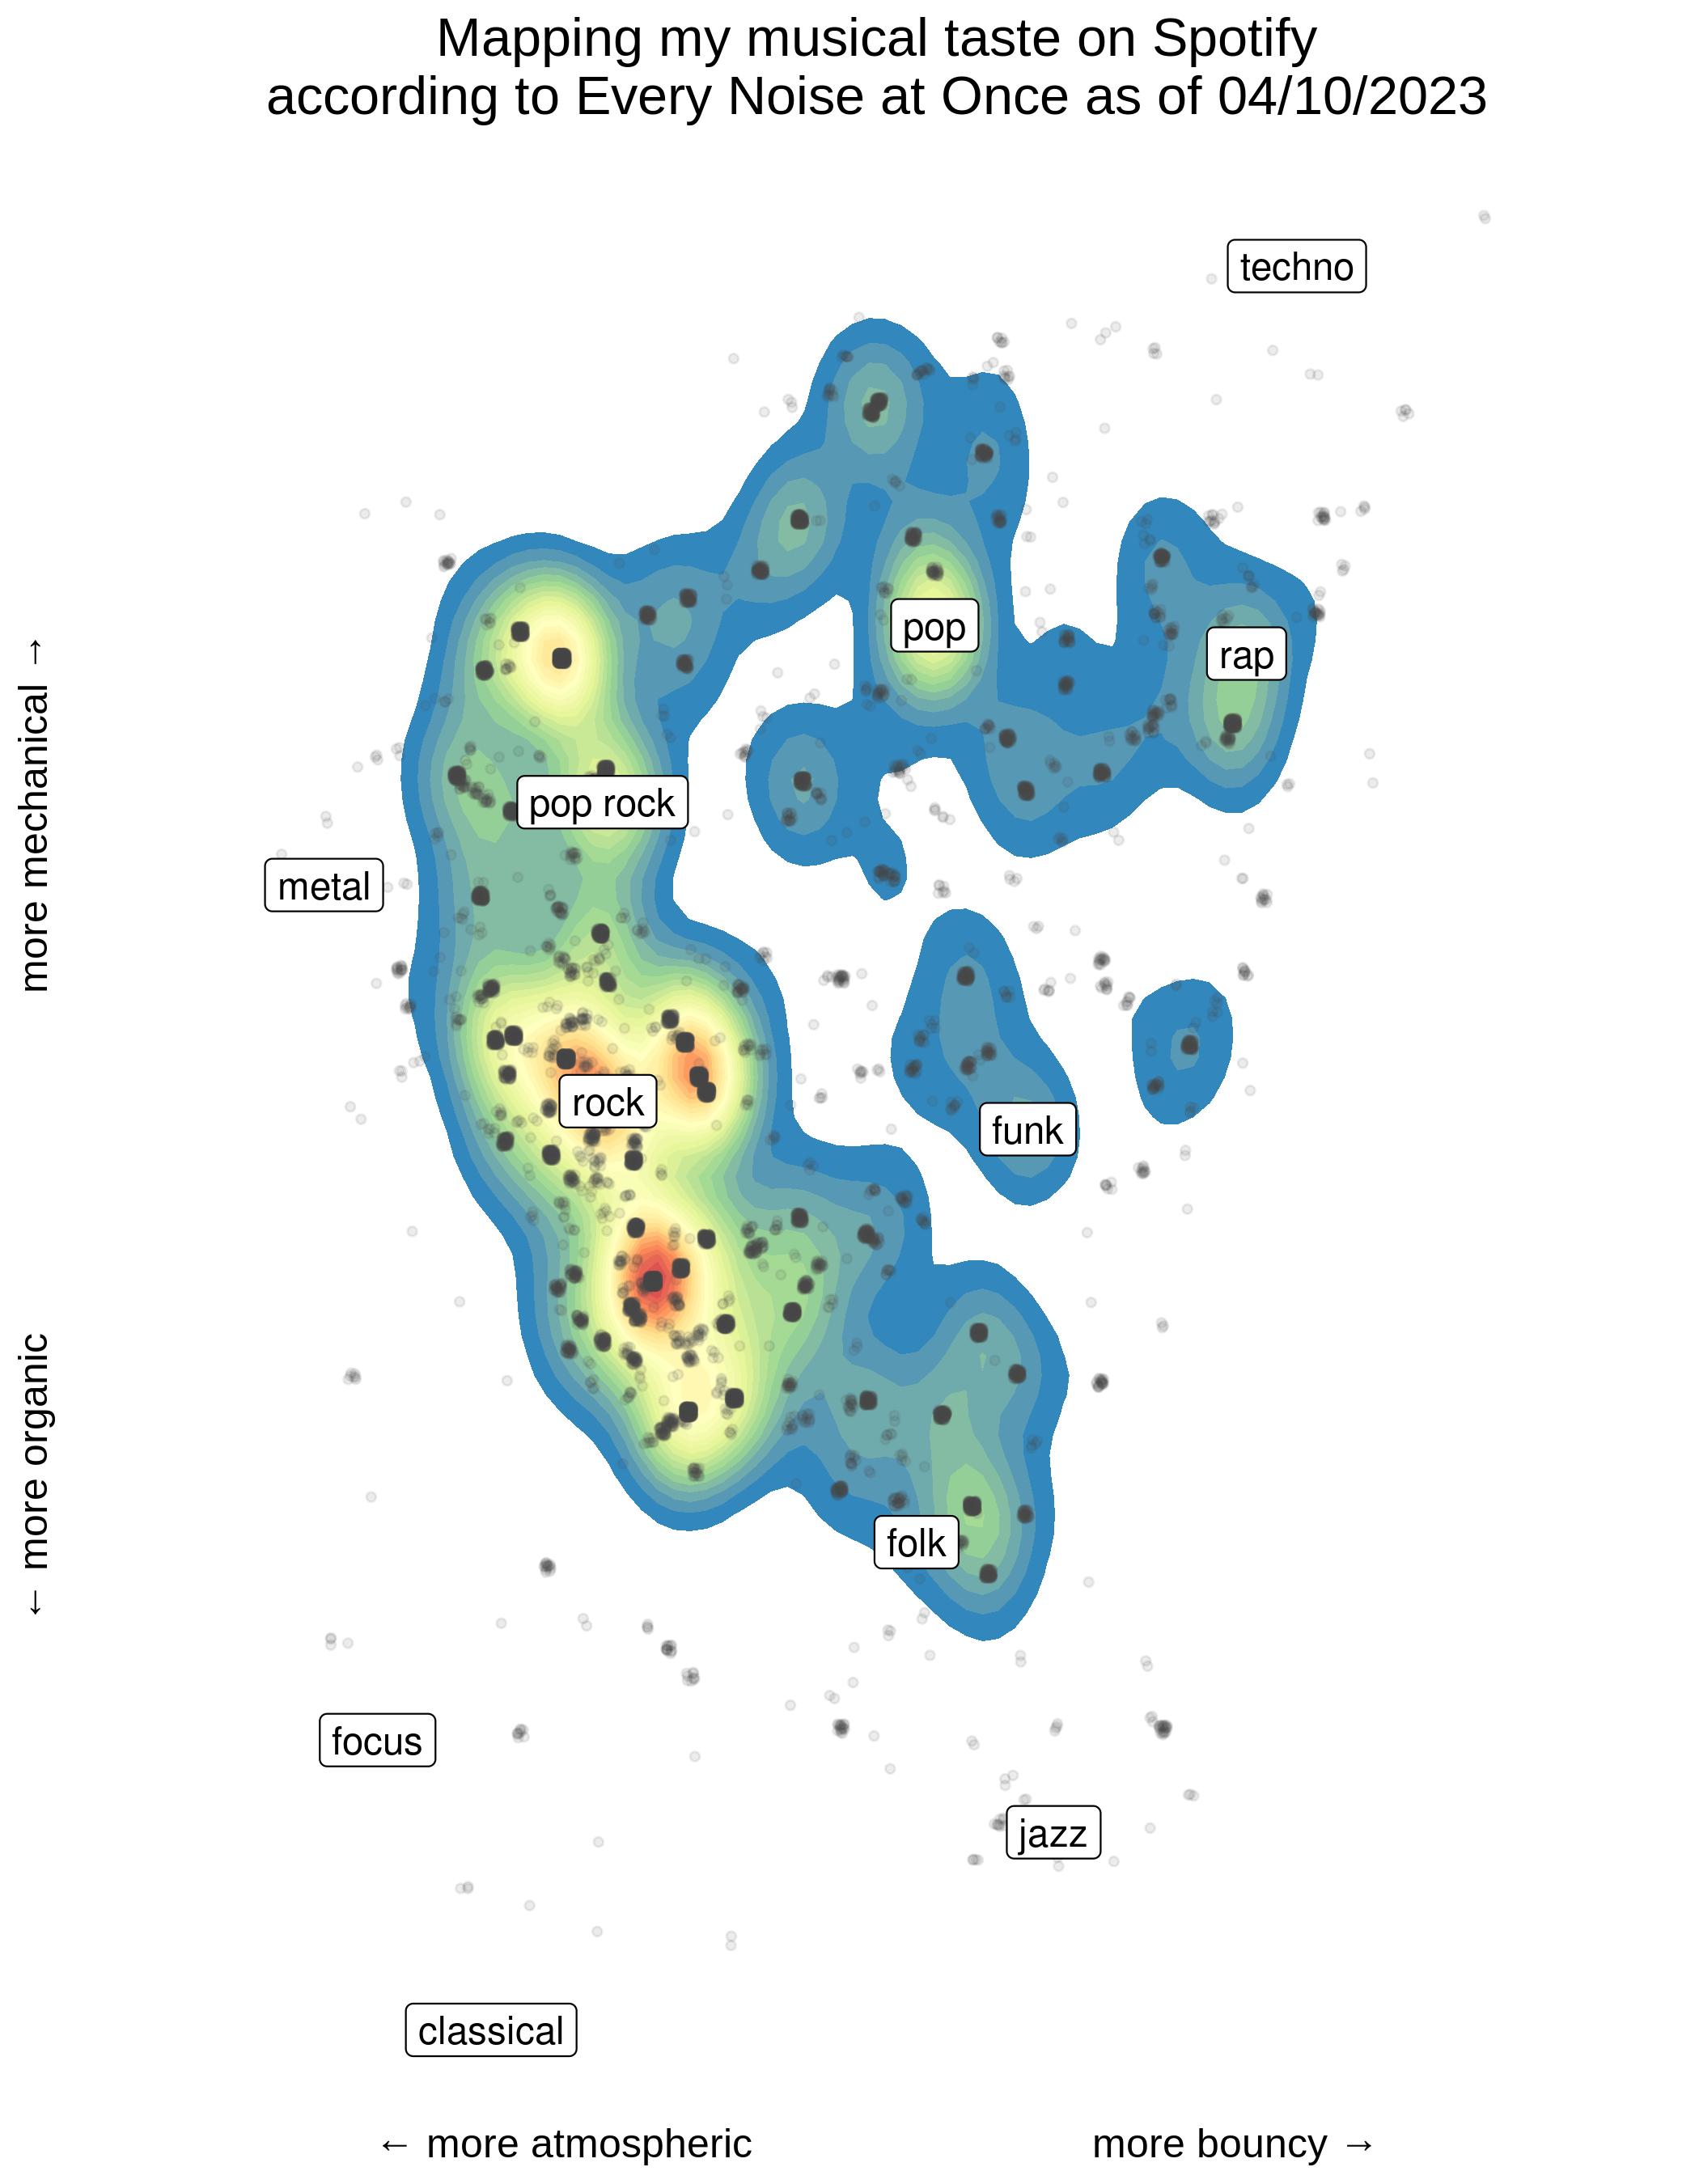 Mapping my musical taste on Spotify
according to Every Noise at Once as of 04/10/2023
techno
pop
rap
more mechanical →
pop rock
metal
rock
funk
← more organic
folk
focus
jazz
classical
← more atmospheric
more bouncy →